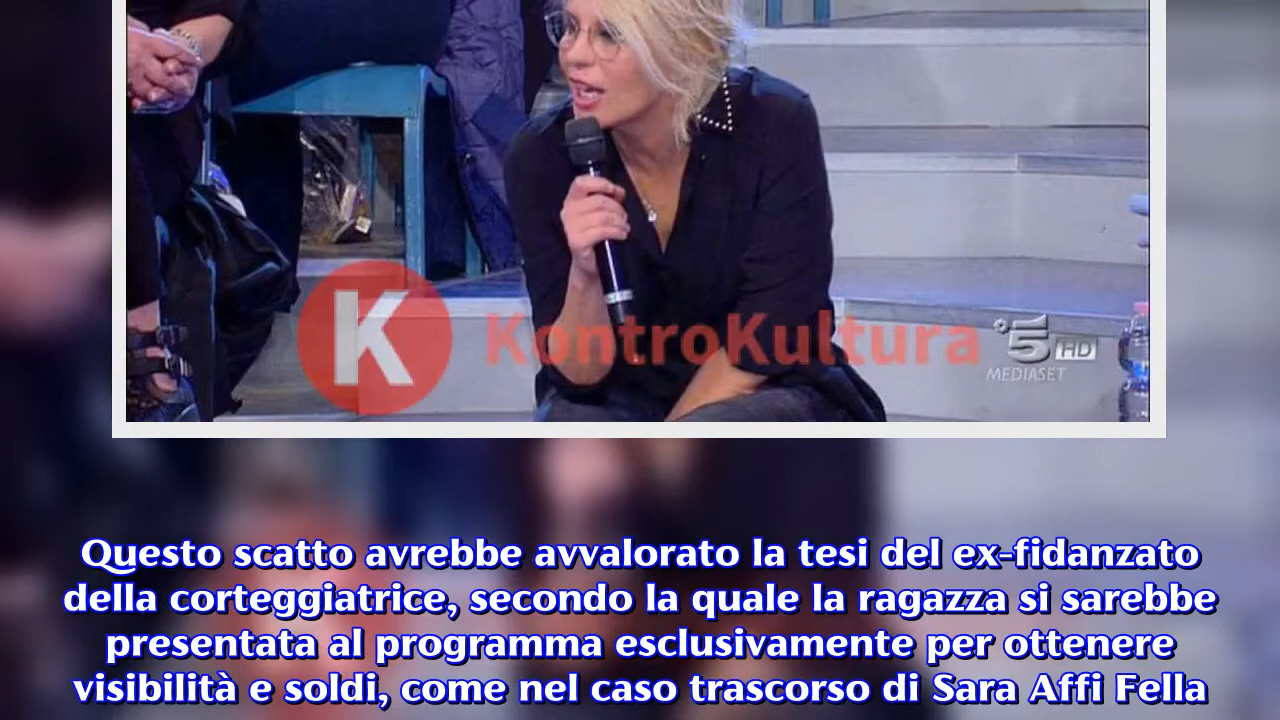 K KontroKultura
5 HD
MEDIASET
Questo scatto avrebbe avvalorato la tesi del ex-fidanzato
della corteggiatrice, secondo la quale la ragazza si sarebbe
presentata al programma esclusivamente per ottenere
visibilità e soldi, come nel caso trascorso di Sara Affi Fella